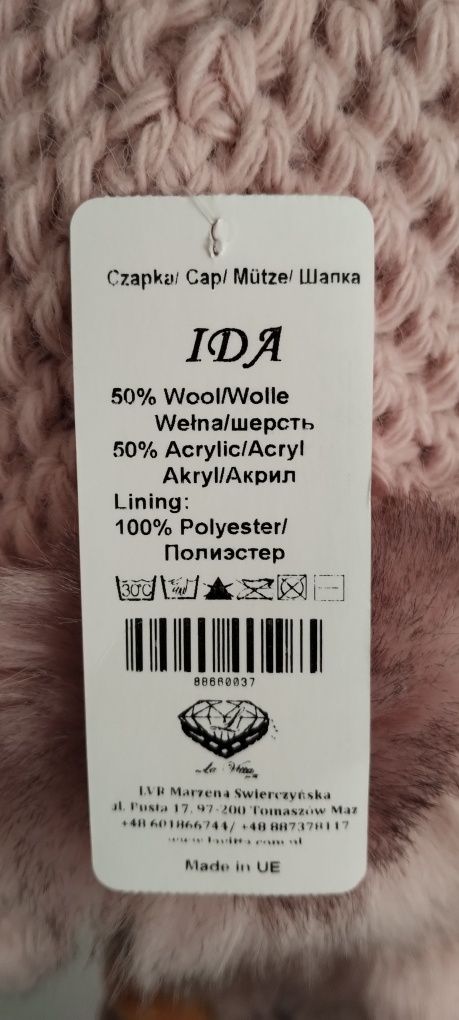 Czapka/ Cap/ Mütze/ Шапка
IDA
50% Wool/Wolle
Wełna/шерсть
50% Acrylic/Acryl
Akryl/Акрил
Lining:
100% Polyester/
Полиэстер
30°C
88660037
La Vitta
LVR Marzena Świerczyńska
ul. Pusta 17, 97-200 Tomaszów Maz
+48 601866744/ +48 887378117
Made in UE